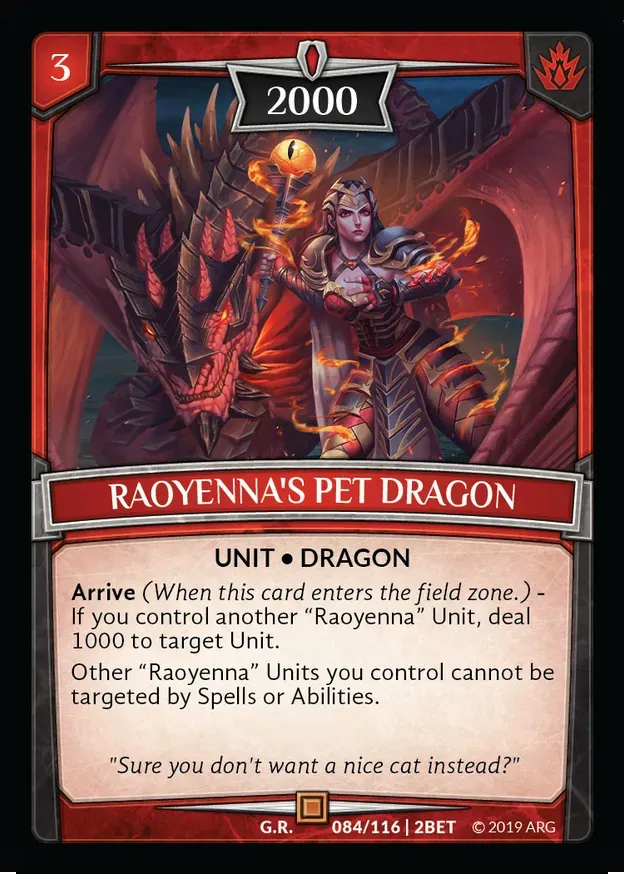 3
2000
RAOYENNA'S PET DRAGON
UNIT • DRAGON
Arrive (When this card enters the field zone.) -
If you control another “Raoyenna” Unit, deal
1000 to target Unit.
Other “Raoyenna” Units you control cannot be
targeted by Spells or Abilities.
"Sure you don't want a nice cat instead?"
G.R. 084/116 | 2BET © 2019 ARG